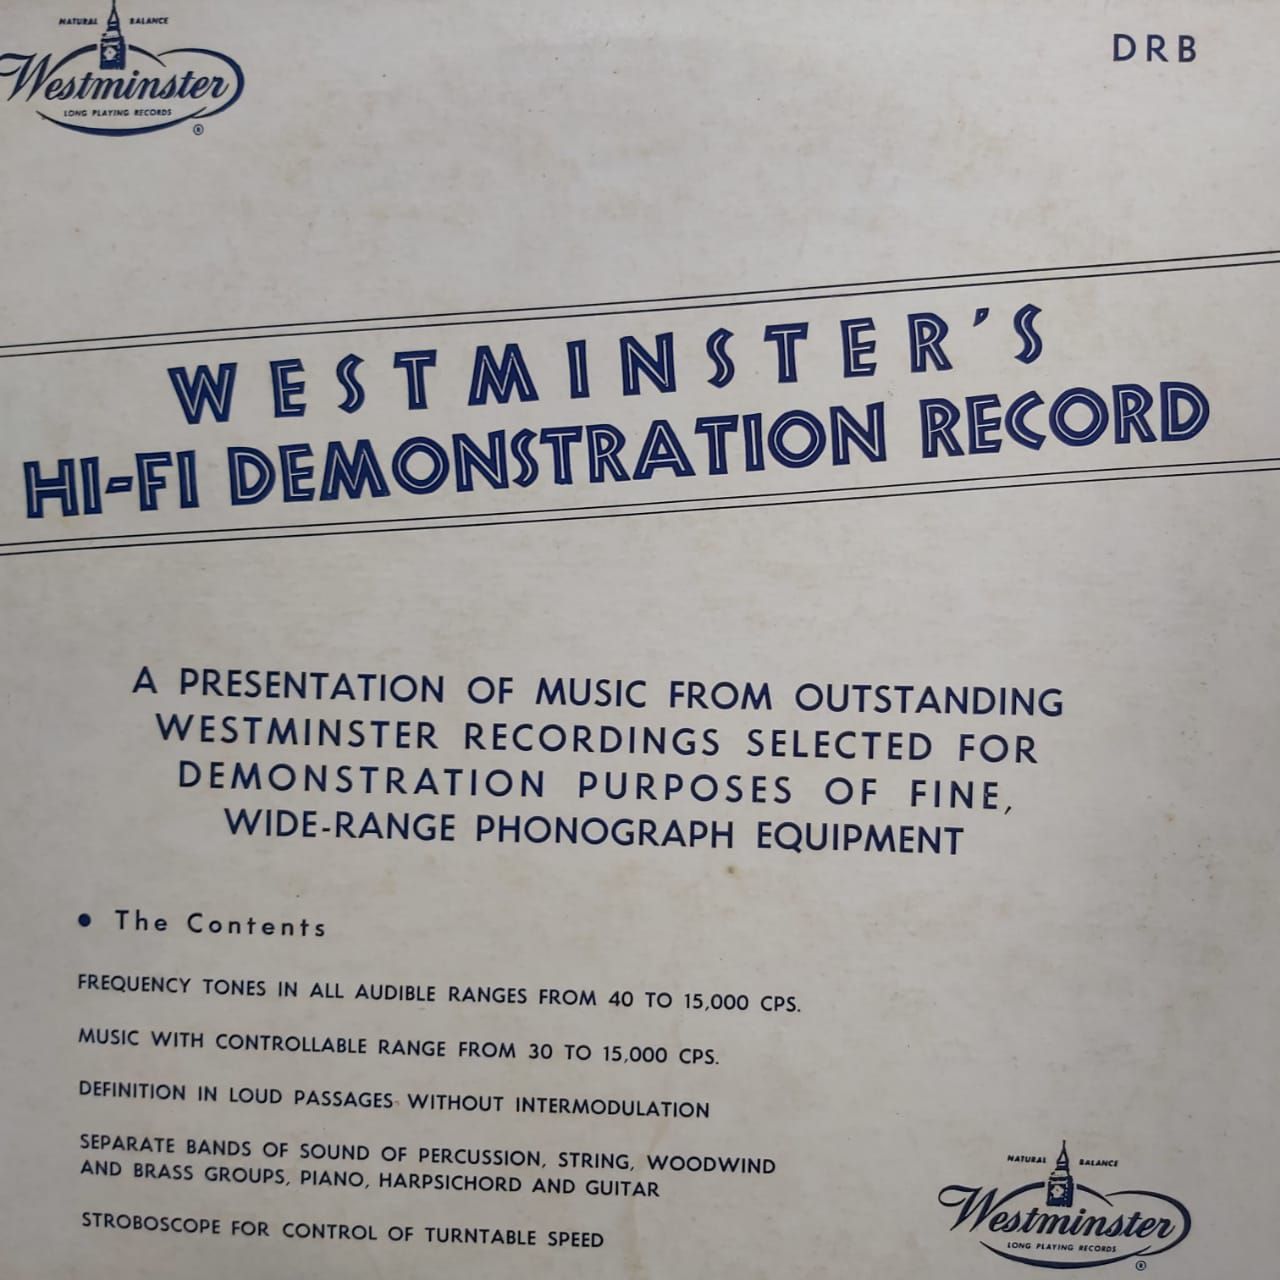 NATURAL BALANCE
Westminster
LONG PLAYING RECORDS
®
DRB
WESTMINSTER'S
HI-FI DEMONSTRATION RECORD
A PRESENTATION OF MUSIC FROM OUTSTANDING
WESTMINSTER RECORDINGS SELECTED FOR
DEMONSTRATION PURPOSES OF FINE,
WIDE-RANGE PHONOGRAPH EQUIPMENT
• The Contents
FREQUENCY TONES IN ALL AUDIBLE RANGES FROM 40 TO 15,000 CPS.
MUSIC WITH CONTROLLABLE RANGE FROM 30 TO 15,000 CPS.
DEFINITION IN LOUD PASSAGES WITHOUT INTERMODULATION
SEPARATE BANDS OF SOUND OF PERCUSSION, STRING, WOODWIND
AND BRASS GROUPS, PIANO, HARPSICHORD AND GUITAR
STROBOSCOPE FOR CONTROL OF TURNTABLE SPEED
NATURAL BALANCE
Westminster
LONG PLAYING RECORDS
®